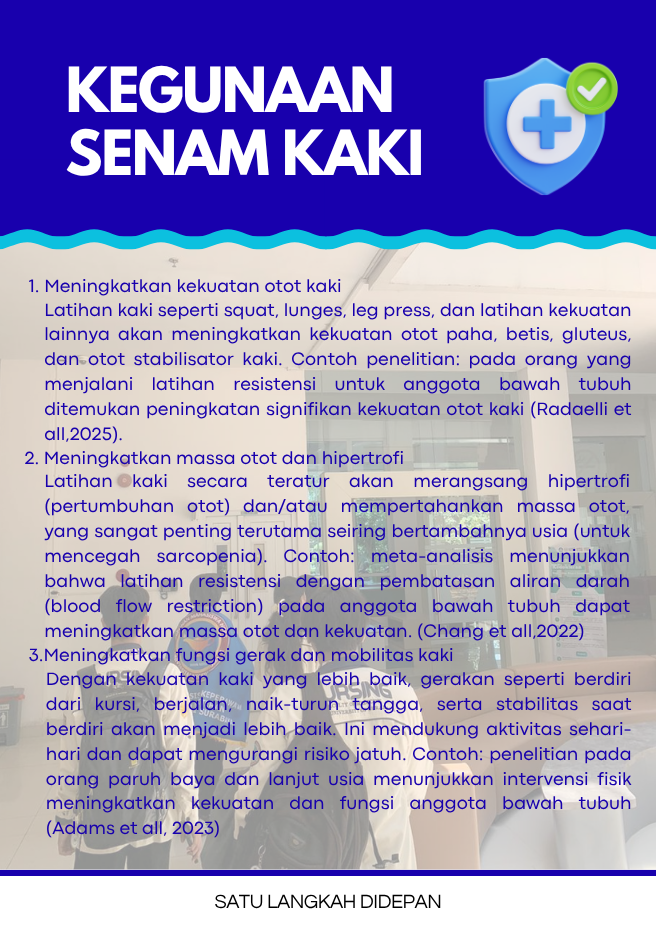 KEGUNAAN
SENAM KAKI
1. Meningkatkan kekuatan otot kaki
Latihan kaki seperti squat, lunges, leg press, dan latihan kekuatan
lainnya akan meningkatkan kekuatan otot paha, betis, gluteus,
dan otot stabilisator kaki. Contoh penelitian: pada orang yang
menjalani latihan resistensi untuk anggota bawah tubuh
ditemukan peningkatan signifikan kekuatan otot kaki (Radaelli et
all,2025).
2. Meningkatkan massa otot dan hipertrofi
Latihan kaki secara teratur akan merangsang hipertrofi
(pertumbuhan otot) dan/atau mempertahankan massa otot,
yang sangat penting terutama seiring bertambahnya usia (untuk
mencegah sarcopenia). Contoh: meta-analisis menunjukkan
bahwa latihan resistensi dengan pembatasan aliran darah
(blood flow restriction) pada anggota bawah tubuh dapat
meningkatkan massa otot dan kekuatan. (Chang et all,2022)
3.Meningkatkan fungsi gerak dan mobilitas kaki
Dengan kekuatan kaki yang lebih baik, gerakan seperti berdiri
dari kursi, berjalan, naik-turun tangga, serta stabilitas saat
berdiri akan menjadi lebih baik. Ini mendukung aktivitas sehari-
hari dan dapat mengurangi risiko jatuh. Contoh: penelitian pada
orang paruh baya dan lanjut usia menunjukkan intervensi fisik
meningkatkan kekuatan dan fungsi anggota bawah tubuh
(Adams et all, 2023)
SATU LANGKAH DIDEPAN